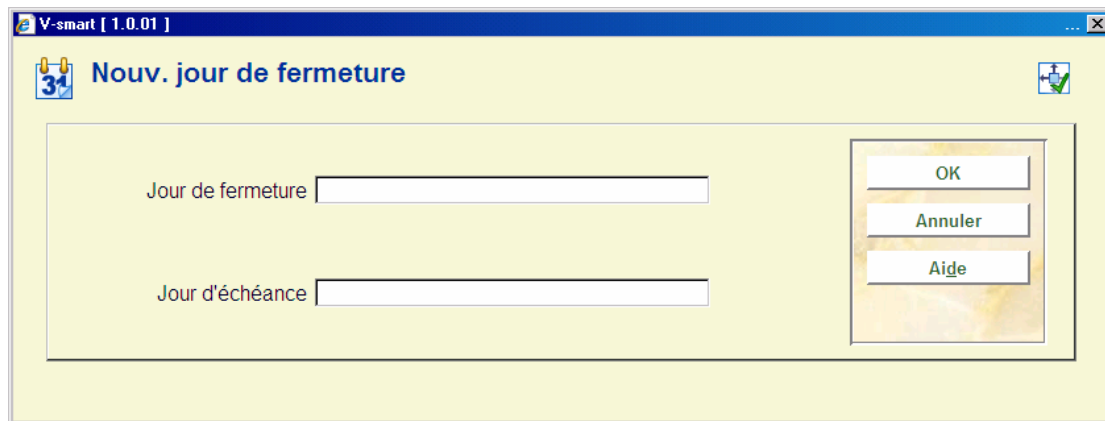 V-smart [ 1.0.01 ] ...
31 Nouv. jour de fermeture
Jour de fermeture
OK
Annuler
Aide
Jour d'échéance